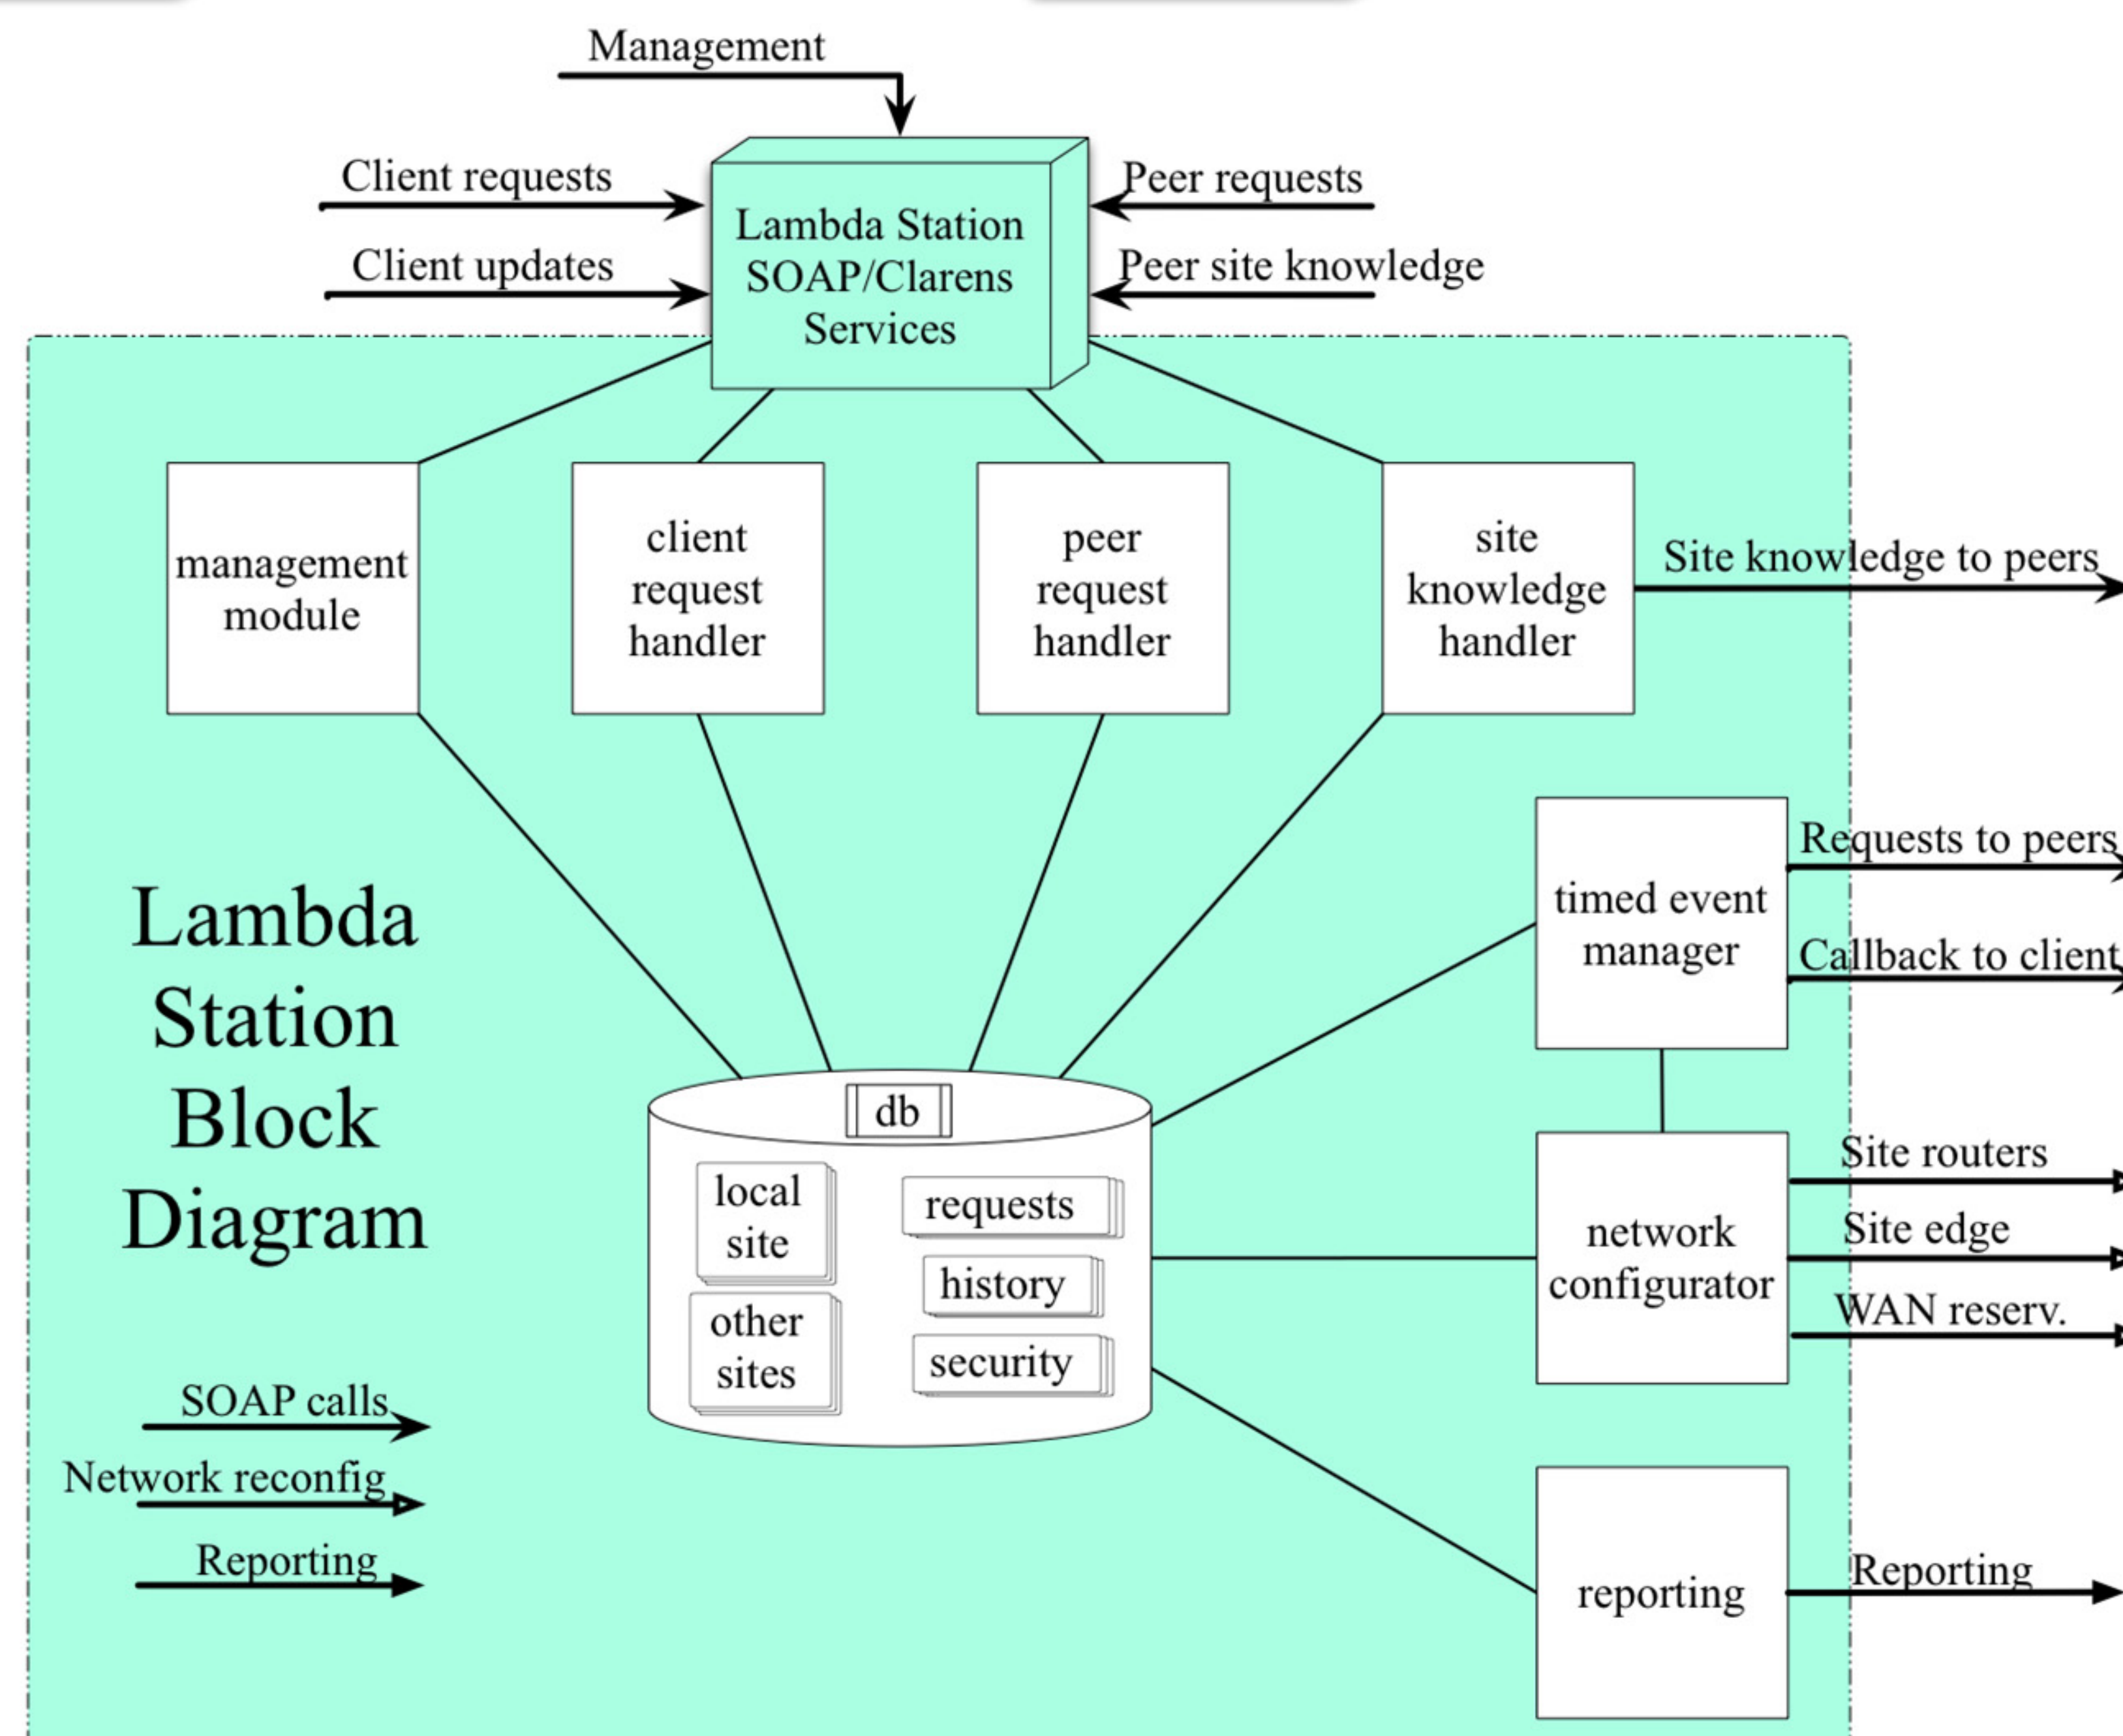 Management
Client requests
Client updates
Peer requests
Peer site knowledge
Lambda Station
SOAP/Clarens
Services
management
module
client
request
handler
peer
request
handler
site
knowledge
handler
Site knowledge to peers
timed event
manager
Requests to peers
Callback to client
Lambda
Station
Block
Diagram
db
local
site
other
sites
requests
history
security
network
configurator
Site routers
Site edge
WAN reserv.
SOAP calls
Network reconfig
Reporting
reporting
Reporting